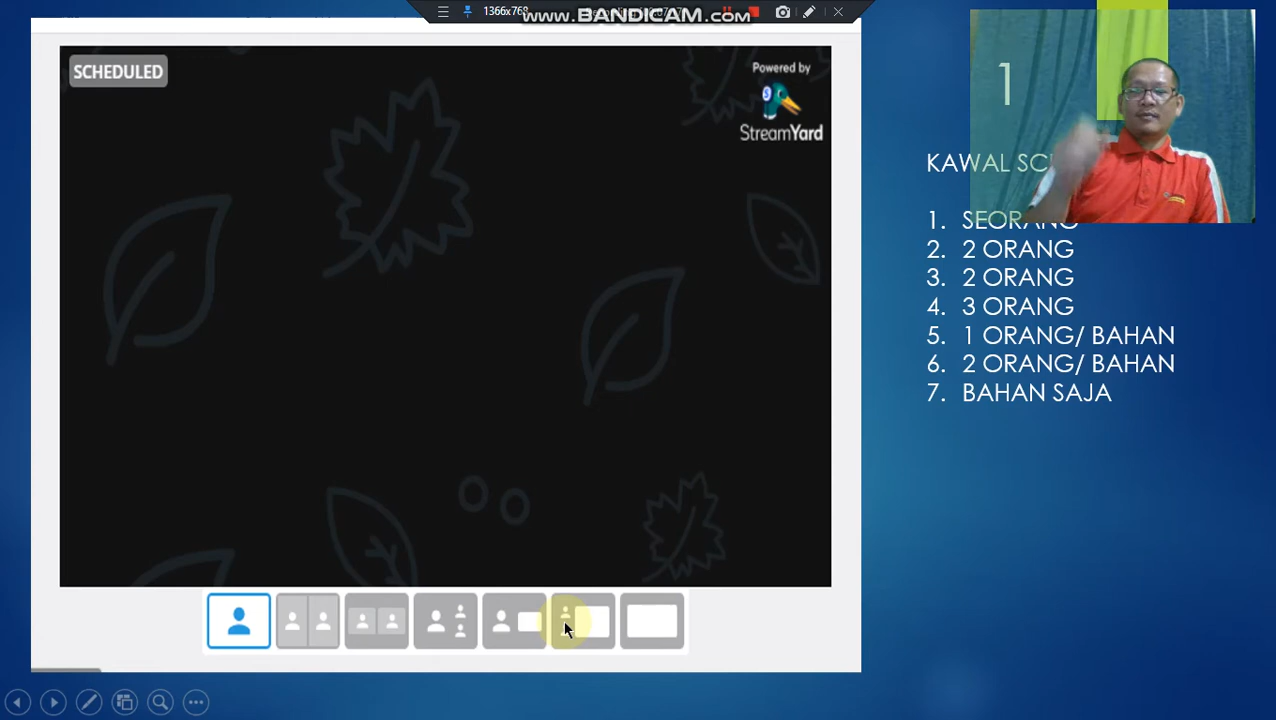 1366x768
www.BANDICAM.com
SCHEDULED
Powered by
StreamYard
1
KAWAL
1. SEORANG
2. 2 ORANG
3. 2 ORANG
4. 3 ORANG
5. 1 ORANG/ BAHAN
6. 2 ORANG/ BAHAN
7. BAHAN SAJA